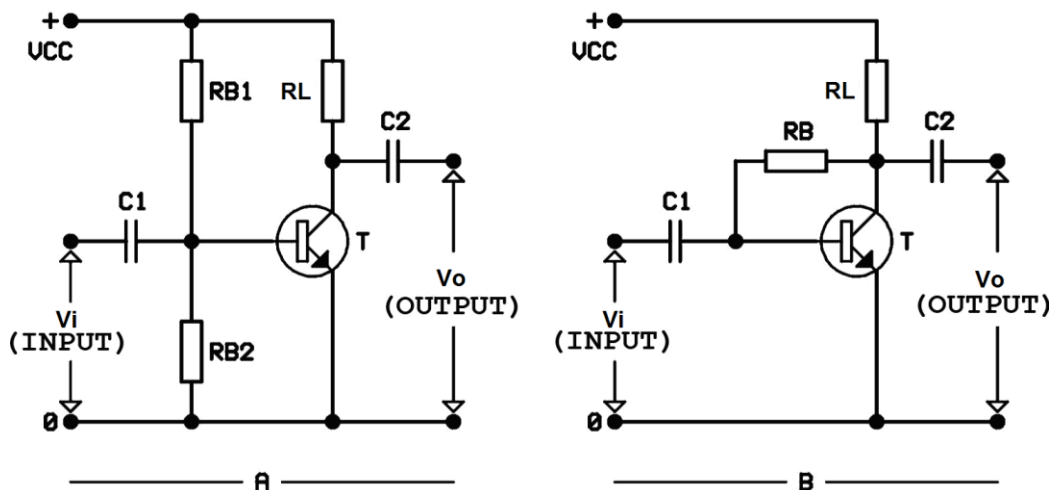 +
VCC
RB1
RL
C2
C1
T
Vi
(INPUT)
RB2
Vo
(OUTPUT)
0
A
+
VCC
RL
RB
C2
C1
T
Vi
(INPUT)
Vo
(OUTPUT)
0
B